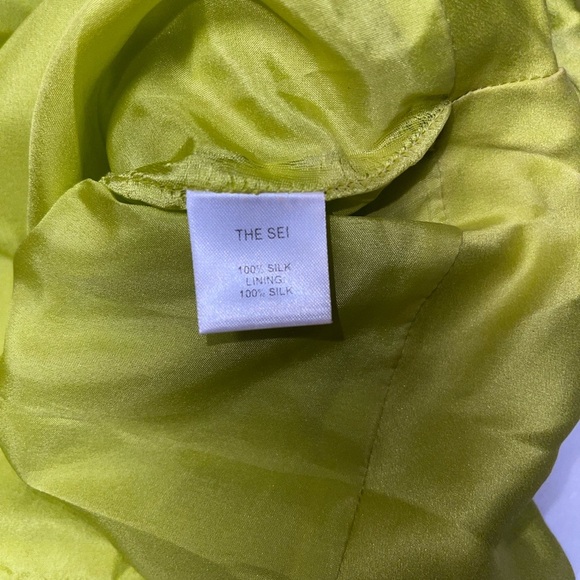 THE SEI
100% SILK
LINING:
100% SILK